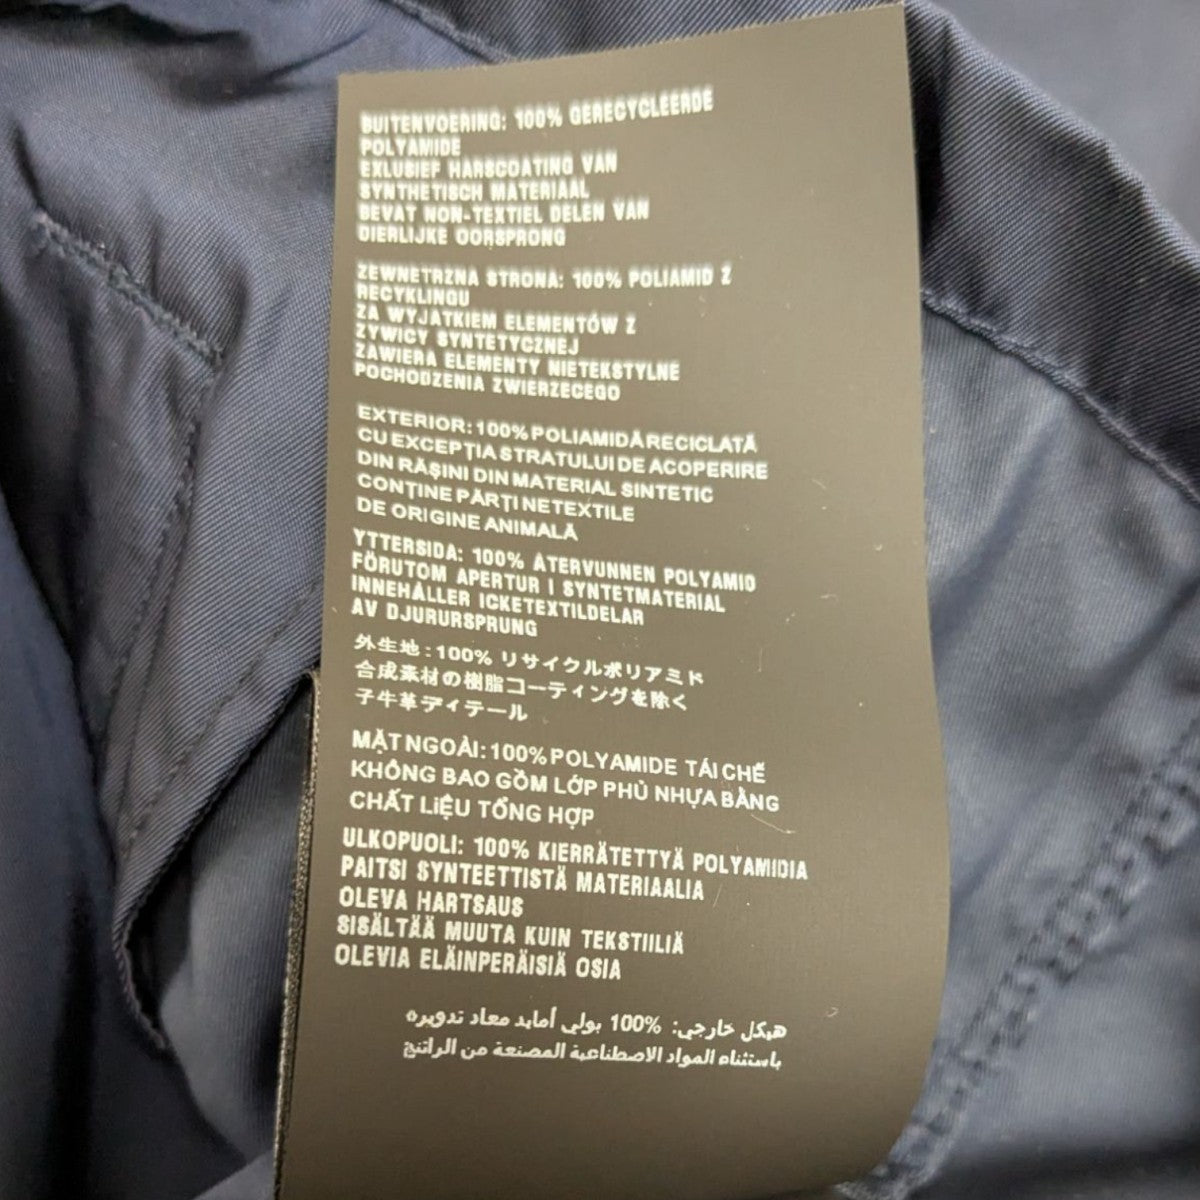 BUITENVOERING: 100% GERECYCLEERDE
POLYAMIDE
EXLUSIEF HARSCOATING VAN
SYNTHETISCH MATERIAAL
BEVAT NON-TEXTIEL DELEN VAN
DIERLIJKE OORSPRONG
ZEWNETRZNA STRONA: 100% POLIAMID Z
RECYKLINGU
ZA WYJATKIEM ELEMENTÓW Z
ZYWICY SYNTETYCZNEJ
ZAWIERA ELEMENTY NIETEKSTYLNE
POCHODZENIA ZWIERZECEGO
EXTERIOR: 100% POLIAMIDĂ RECICLATĂ
CU EXCEPȚIA STRATULUI DE ACOPERIRE
DIN RĂȘINI DIN MATERIAL SINTETIC
CONȚINE PĂRȚI NETEXTILE
DE ORIGINE ANIMALĂ
YTTERSIDA: 100% ÅTERVUNNEN POLYAMID
FÖRUTOM APERTUR I SYNTETMATERIAL
INNEHÅLLER ICKETEXTILDELAR
AV DJURURSPRUNG
外生地：100% リサイクルポリアミド
合成素材の樹脂コーティングを除く
子牛革ディテール
MẶT NGOÀI: 100% POLYAMIDE TÁI CHẾ
KHÔNG BAO GỒM LỚP PHỦ NHỰA BẰNG
CHẤT LIỆU TỔNG HỢP
ULKOPUOLI: 100% KIERRÄTETTYÄ POLYAMIDIA
PAITSI SYNTEETTISTÄ MATERIAALIA
OLEVA HARTSAUS
SISÄLTÄÄ MUUTA KUIN TEKSTIILIÄ
OLEVIA ELÄINPERÄISIÄ OSIA
هيكل خارجي: 100% بولي أمايد معاد تدويره
باستثناء المواد الاصطناعية المصنعة من الراتنج